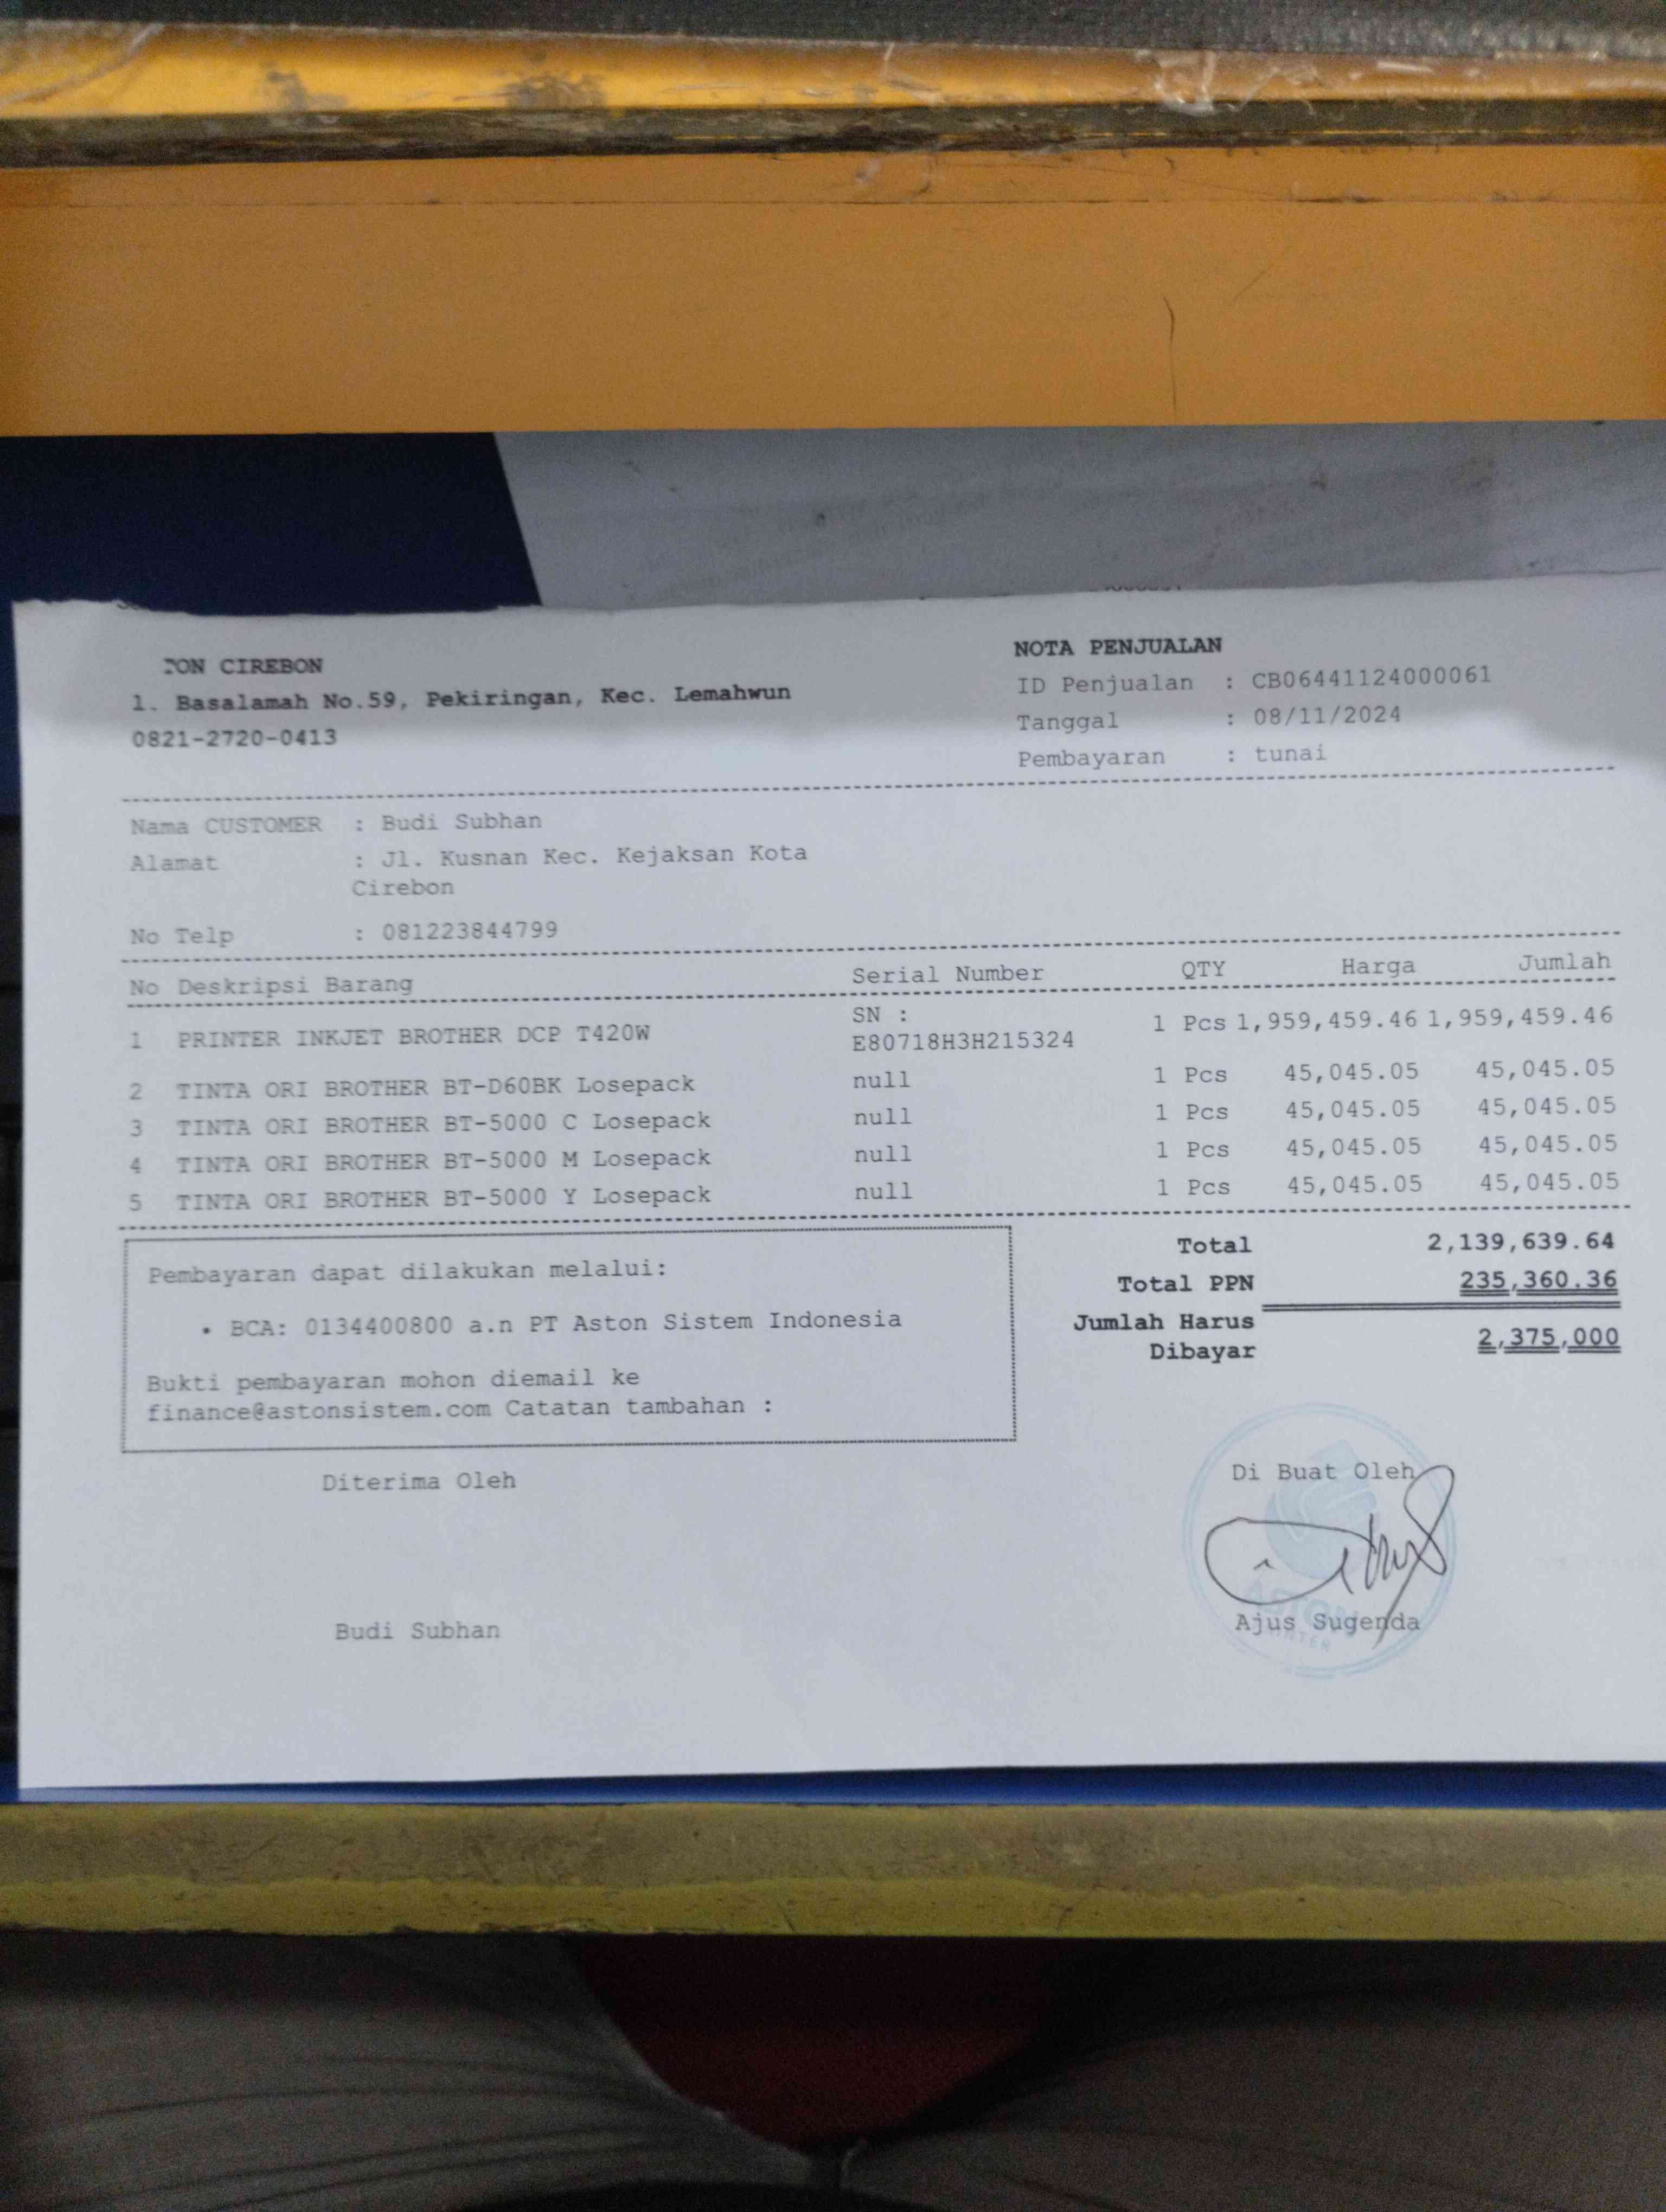 TON CIREBON
l. Basalamah No.59, Pekiringan, Kec. Lemahwun
0821-2720-0413
NOTA PENJUALAN
ID Penjualan : CB06441124000061
Tanggal : 08/11/2024
Pembayaran : tunai
Nama CUSTOMER : Budi Subhan
Alamat : Jl. Kusnan Kec. Kejaksan Kota
Cirebon
No Telp : 081223844799
No Deskripsi Barang Serial Number QTY Harga Jumlah
1 PRINTER INKJET BROTHER DCP T420W SN : E80718H3H215324 1 Pcs 1,959,459.46 1,959,459.46
2 TINTA ORI BROTHER BT-D60BK Losepack null 1 Pcs 45,045.05 45,045.05
3 TINTA ORI BROTHER BT-5000 C Losepack null 1 Pcs 45,045.05 45,045.05
4 TINTA ORI BROTHER BT-5000 M Losepack null 1 Pcs 45,045.05 45,045.05
5 TINTA ORI BROTHER BT-5000 Y Losepack null 1 Pcs 45,045.05 45,045.05
Total 2,139,639.64
Total PPN 235,360.36
Jumlah Harus Dibayar 2,375,000
Pembayaran dapat dilakukan melalui:
• BCA: 0134400800 a.n PT Aston Sistem Indonesia
Bukti pembayaran mohon diemail ke
finance@astonsistem.com Catatan tambahan :
Diterima Oleh
Budi Subhan
Di Buat Oleh
ASTON
Ajus Sugenda